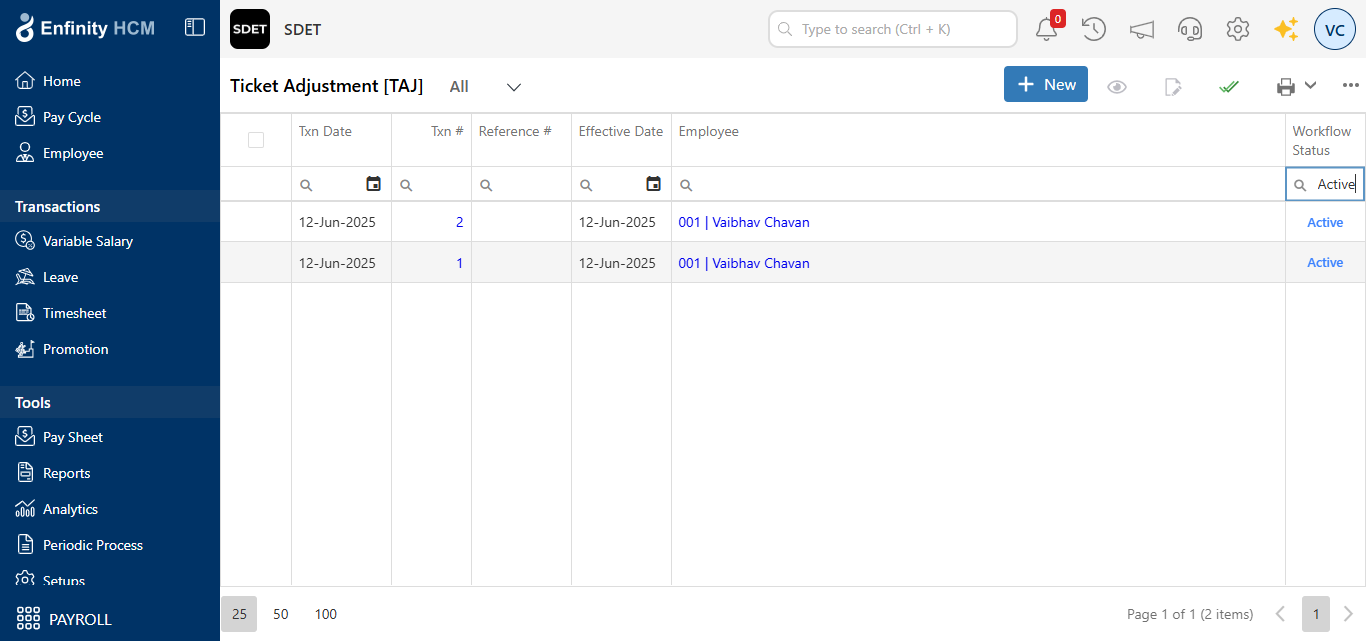 Enfinity HCM
SDET
SDET
Type to search (Ctrl + K)
0
VC
Home
Pay Cycle
Employee
Transactions
Variable Salary
Leave
Timesheet
Promotion
Tools
Pay Sheet
Reports
Analytics
Periodic Process
Setups
PAYROLL
Ticket Adjustment [TAJ]
All
New
Txn Date
Txn #
Reference #
Effective Date
Employee
Workflow
Status
Active
12-Jun-2025
2
12-Jun-2025
001 | Vaibhav Chavan
Active
12-Jun-2025
1
12-Jun-2025
001 | Vaibhav Chavan
Active
25
50
100
Page 1 of 1 (2 items)
1